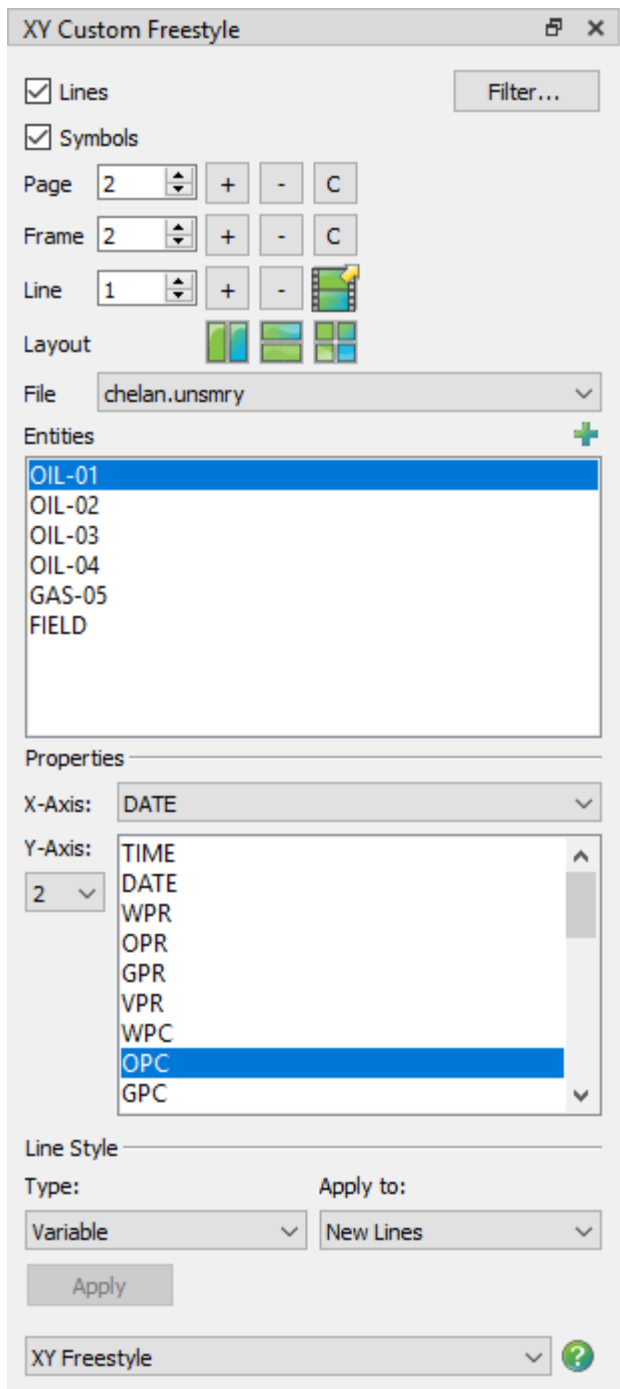 XY Custom Freestyle
Lines
Filter...
Symbols
Page 2 + - C
Frame 2 + - C
Line 1 + -
Layout
File chelan.unsmry
Entities
OIL-01
OIL-02
OIL-03
OIL-04
GAS-05
FIELD
Properties
X-Axis: DATE
Y-Axis: 2
TIME
DATE
WPR
OPR
GPR
VPR
WPC
OPC
GPC
Line Style
Type: Apply to:
Variable New Lines
Apply
XY Freestyle ?